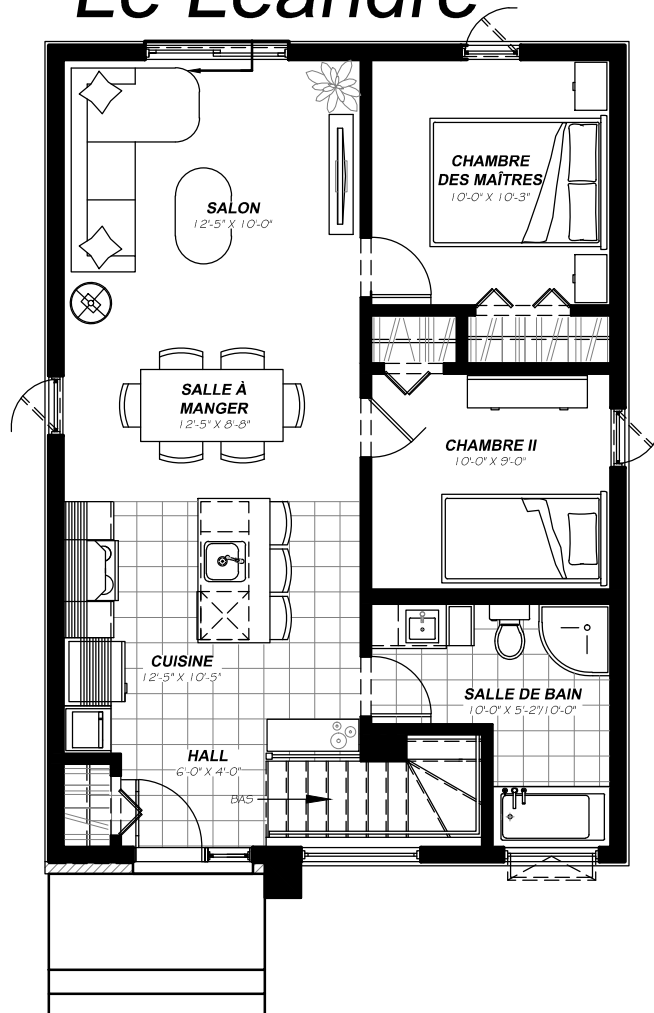 Le Léandre
SALON
12'-5" X 10'-0"
CHAMBRE
DES MAÎTRES
10'-0" X 10'-3"
SALLE À
MANGER
12'-5" X 8'-8"
CHAMBRE II
10'-0" X 9'-0"
CUISINE
12'-5" X 10'-5"
SALLE DE BAIN
10'-0" X 5'-2"/10'-0"
HALL
6'-0" X 4'-0"
BAS